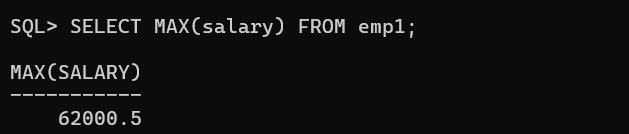 SQL> SELECT MAX(salary) FROM emp1;
MAX(SALARY)
-----------
62000.5